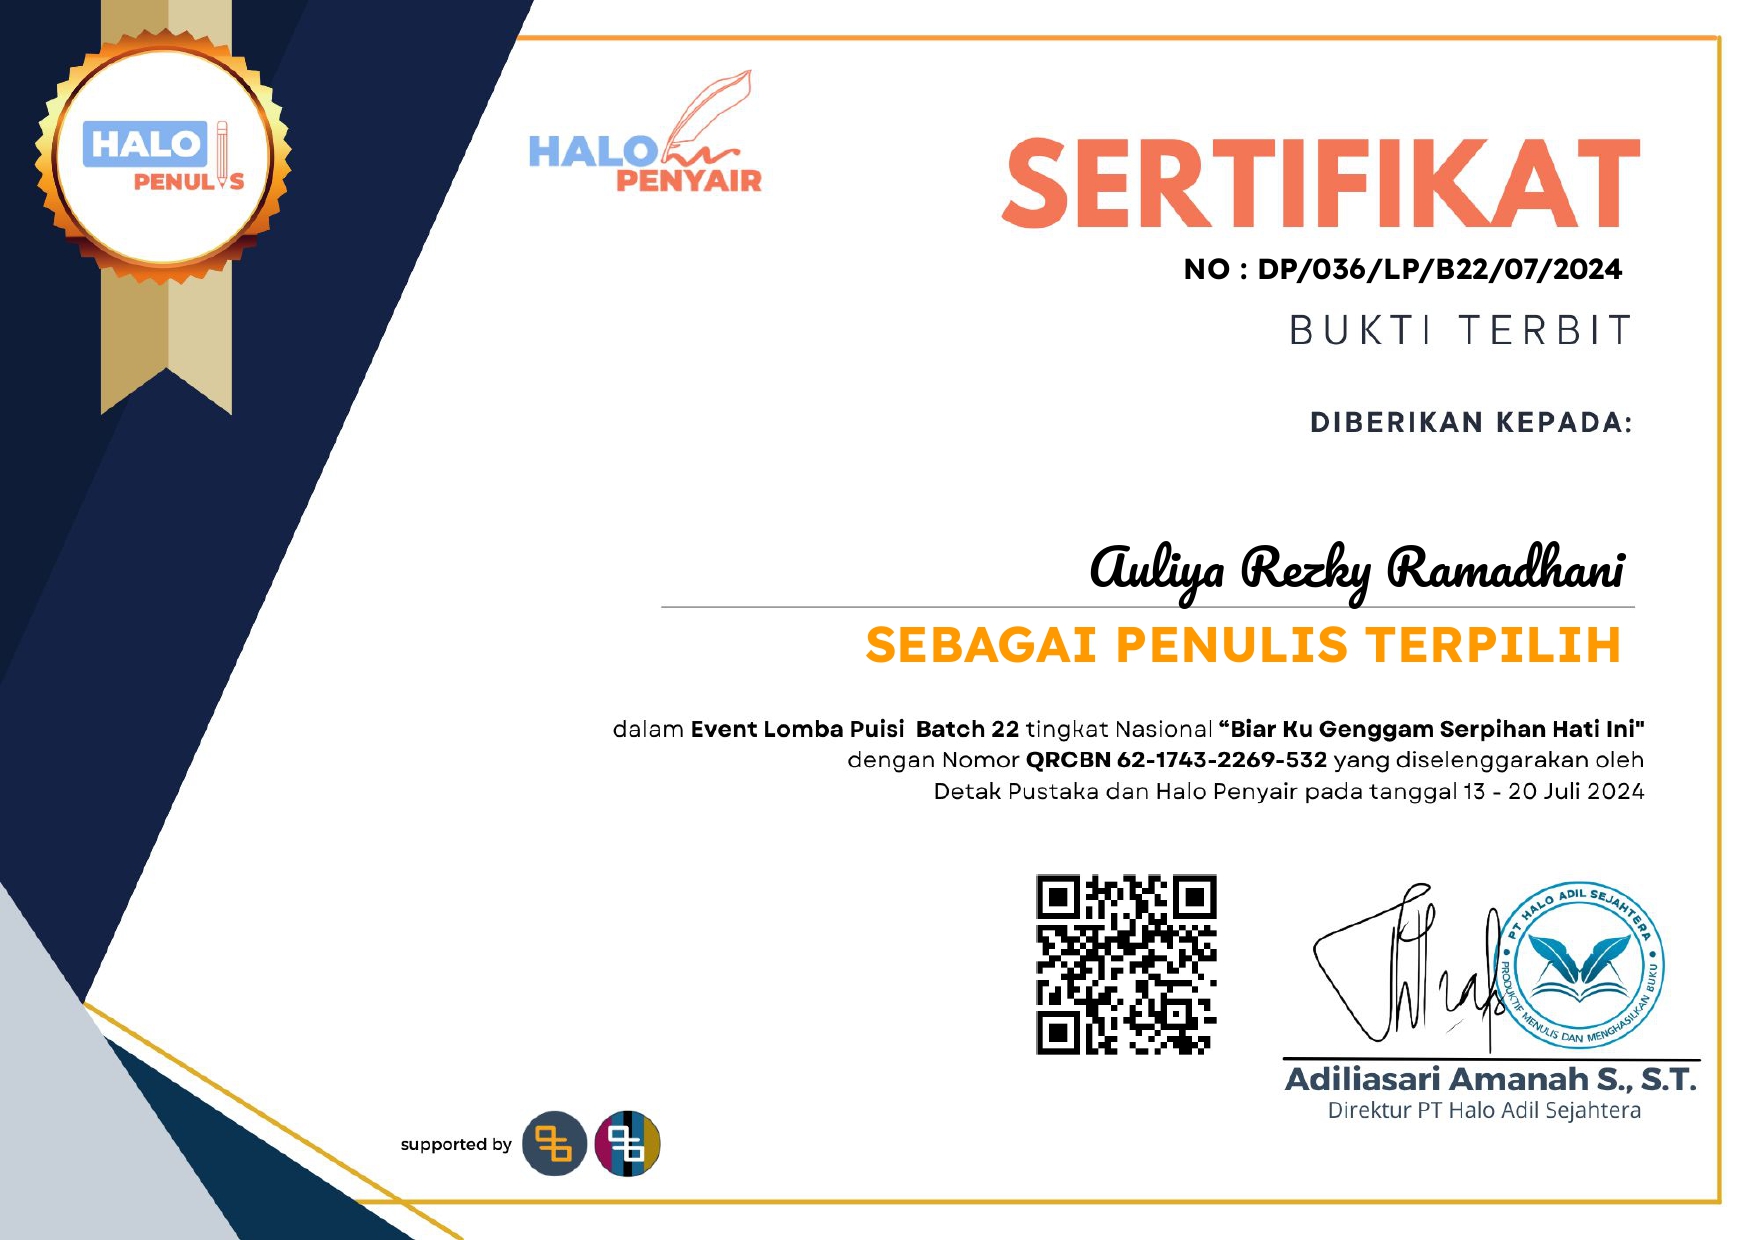 HALO
PENULIS
HALO
PENYAIR
SERTIFIKAT
NO : DP/036/LP/B22/07/2024
BUKTI TERBIT
DIBERIKAN KEPADA:
Auliya Rezky Ramadhani
SEBAGAI PENULIS TERPILIH
dalam Event Lomba Puisi Batch 22 tingkat Nasional “Biar Ku Genggam Serpihan Hati Ini"
dengan Nomor QRCBN 62-1743-2269-532 yang diselenggarakan oleh
Detak Pustaka dan Halo Penyair pada tanggal 13 - 20 Juli 2024
PT HALO ADIL SEJAHTERA
PRODUKTIF MENULIS DAN MENGHASILKAN BUKU
Adiliasari Amanah S., S.T.
Direktur PT Halo Adil Sejahtera
supported by